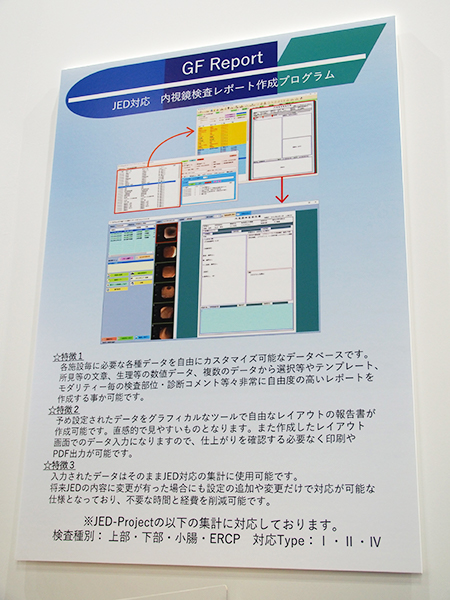 GF Report
JED対応 内視鏡検査レポート作成プログラム
☆特徴1
各施設毎に必要な各種データを自由にカスタマイズ可能なデータベースです。
所見等の文章、生理等の数値データ、複数のデータから選択等やテンプレート、
モダリティー毎の検査部位・診断コメント等々非常に自由度の高いレポートを
作成する事が可能です。
☆特徴2
予め設定されたデータをグラフィカルなツールで自由なレイアウトの報告書が
作成可能です。直感的で見やすいものとなります。また作成したレイアウト
画面でのデータ入力になりますので、仕上がりを確認する必要なく印刷や
PDF出力が可能です。
☆特徴3
入力されたデータはそのままJED対応の集計に使用可能です。
将来JEDの内容に変更が有った場合にも設定の追加や変更だけで対応が可能な
仕様となっており、不要な時間と経費を削減可能です。
※JED-Projectの以下の集計に対応しております。
検査種別:上部・下部・小腸・ERCP 対応Type:Ⅰ・Ⅱ・Ⅳ